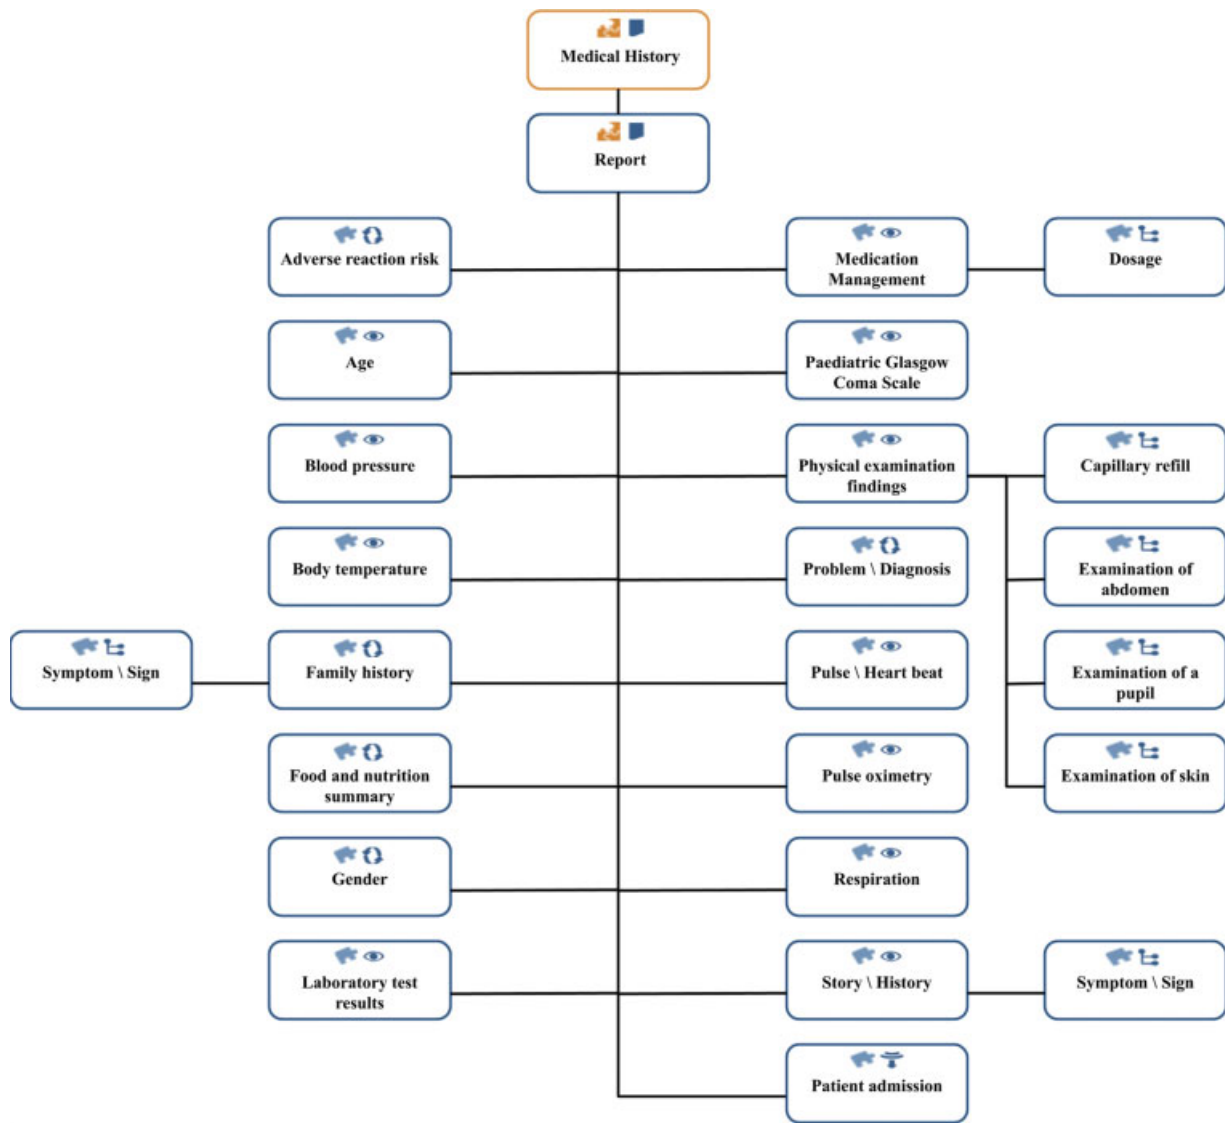 Medical History
Report
Adverse reaction risk
Medication
Management
Dosage
Age
Paediatric Glasgow
Coma Scale
Blood pressure
Physical examination
findings
Capillary refill
Body temperature
Problem \ Diagnosis
Examination of
abdomen
Symptom \ Sign
Family history
Pulse \ Heart beat
Examination of a
pupil
Food and nutrition
summary
Pulse oximetry
Examination of skin
Gender
Respiration
Laboratory test
results
Story \ History
Symptom \ Sign
Patient admission